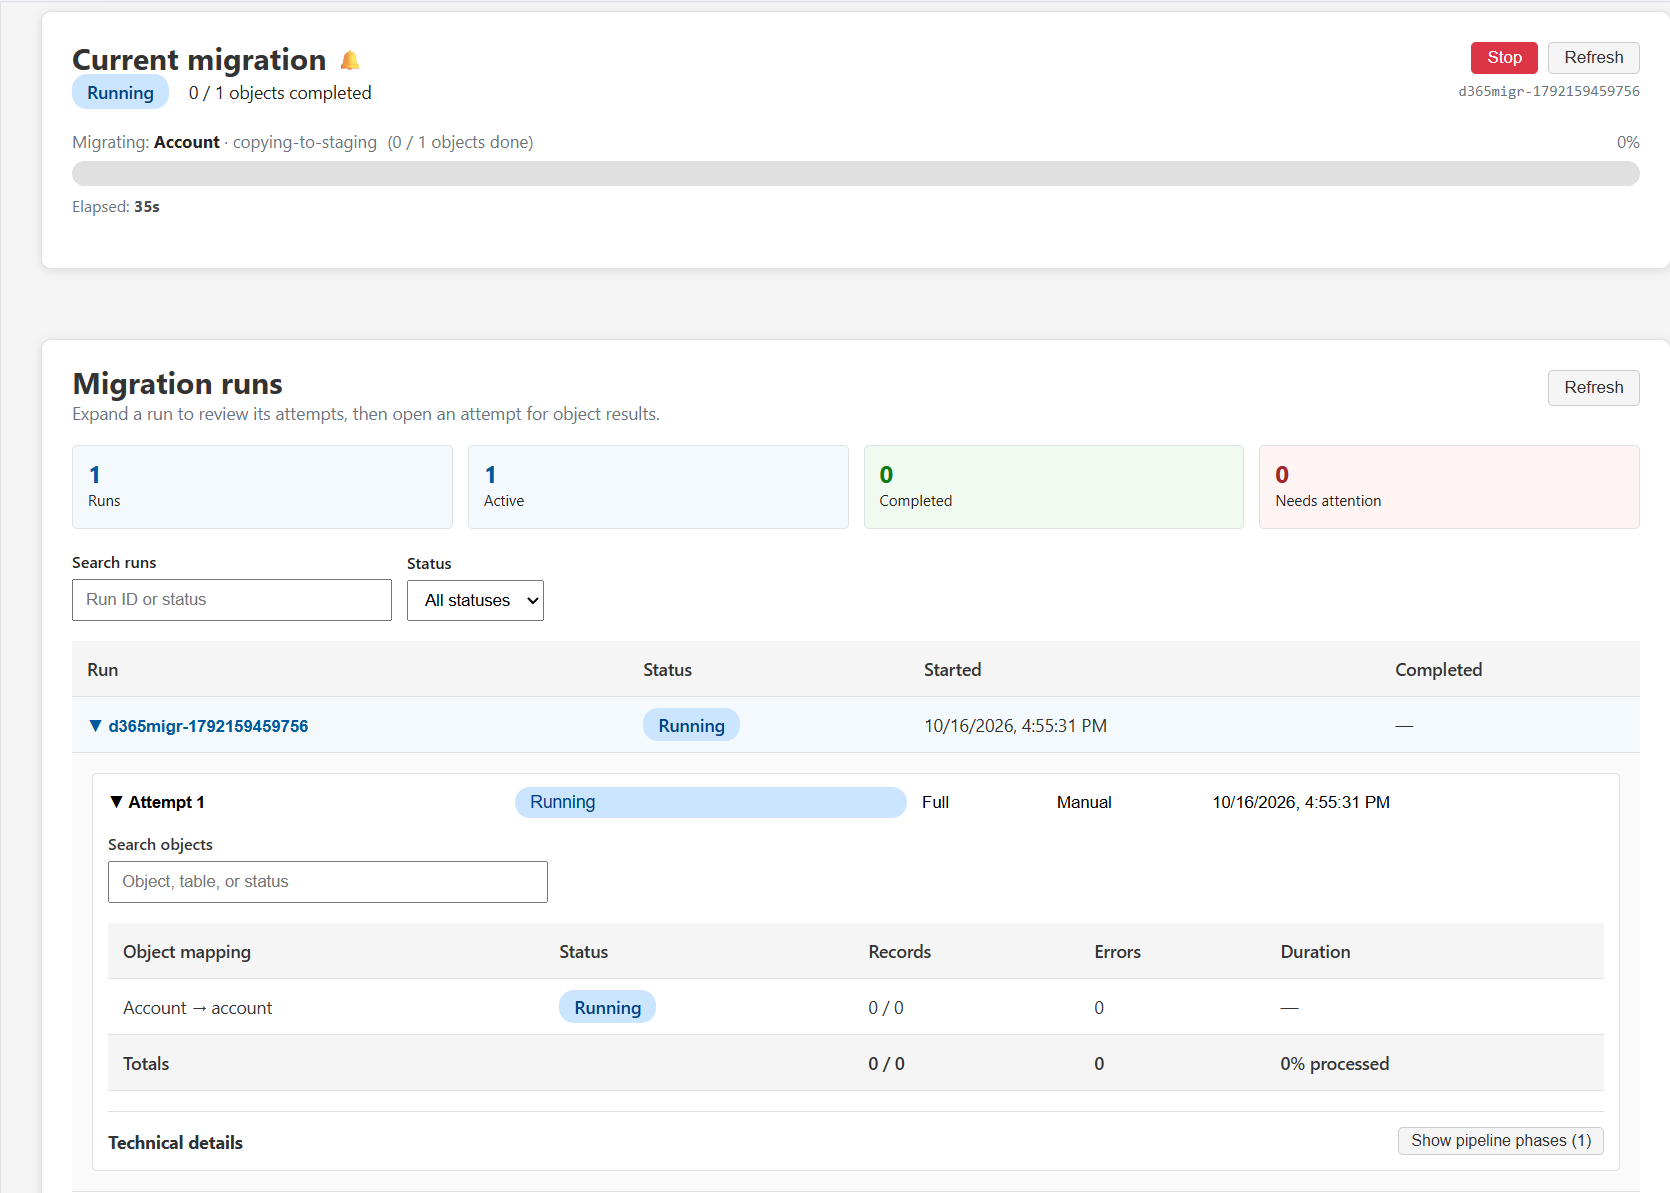 Current migration 🔔
Stop
Refresh
Running
0 / 1 objects completed
d365migr-1792159459756
Migrating: Account · copying-to-staging (0 / 1 objects done)
0%
Elapsed: 35s
Migration runs
Refresh
Expand a run to review its attempts, then open an attempt for object results.
1
Runs
1
Active
0
Completed
0
Needs attention
Search runs
Status
Run ID or status
All statuses
Run Status Started Completed
▼ d365migr-1792159459756 Running 10/16/2026, 4:55:31 PM —
▼ Attempt 1 Running Full Manual 10/16/2026, 4:55:31 PM
Search objects
Object, table, or status
Object mapping Status Records Errors Duration
Account → account Running 0 / 0 0 —
Totals 0 / 0 0 0% processed
Technical details
Show pipeline phases (1)